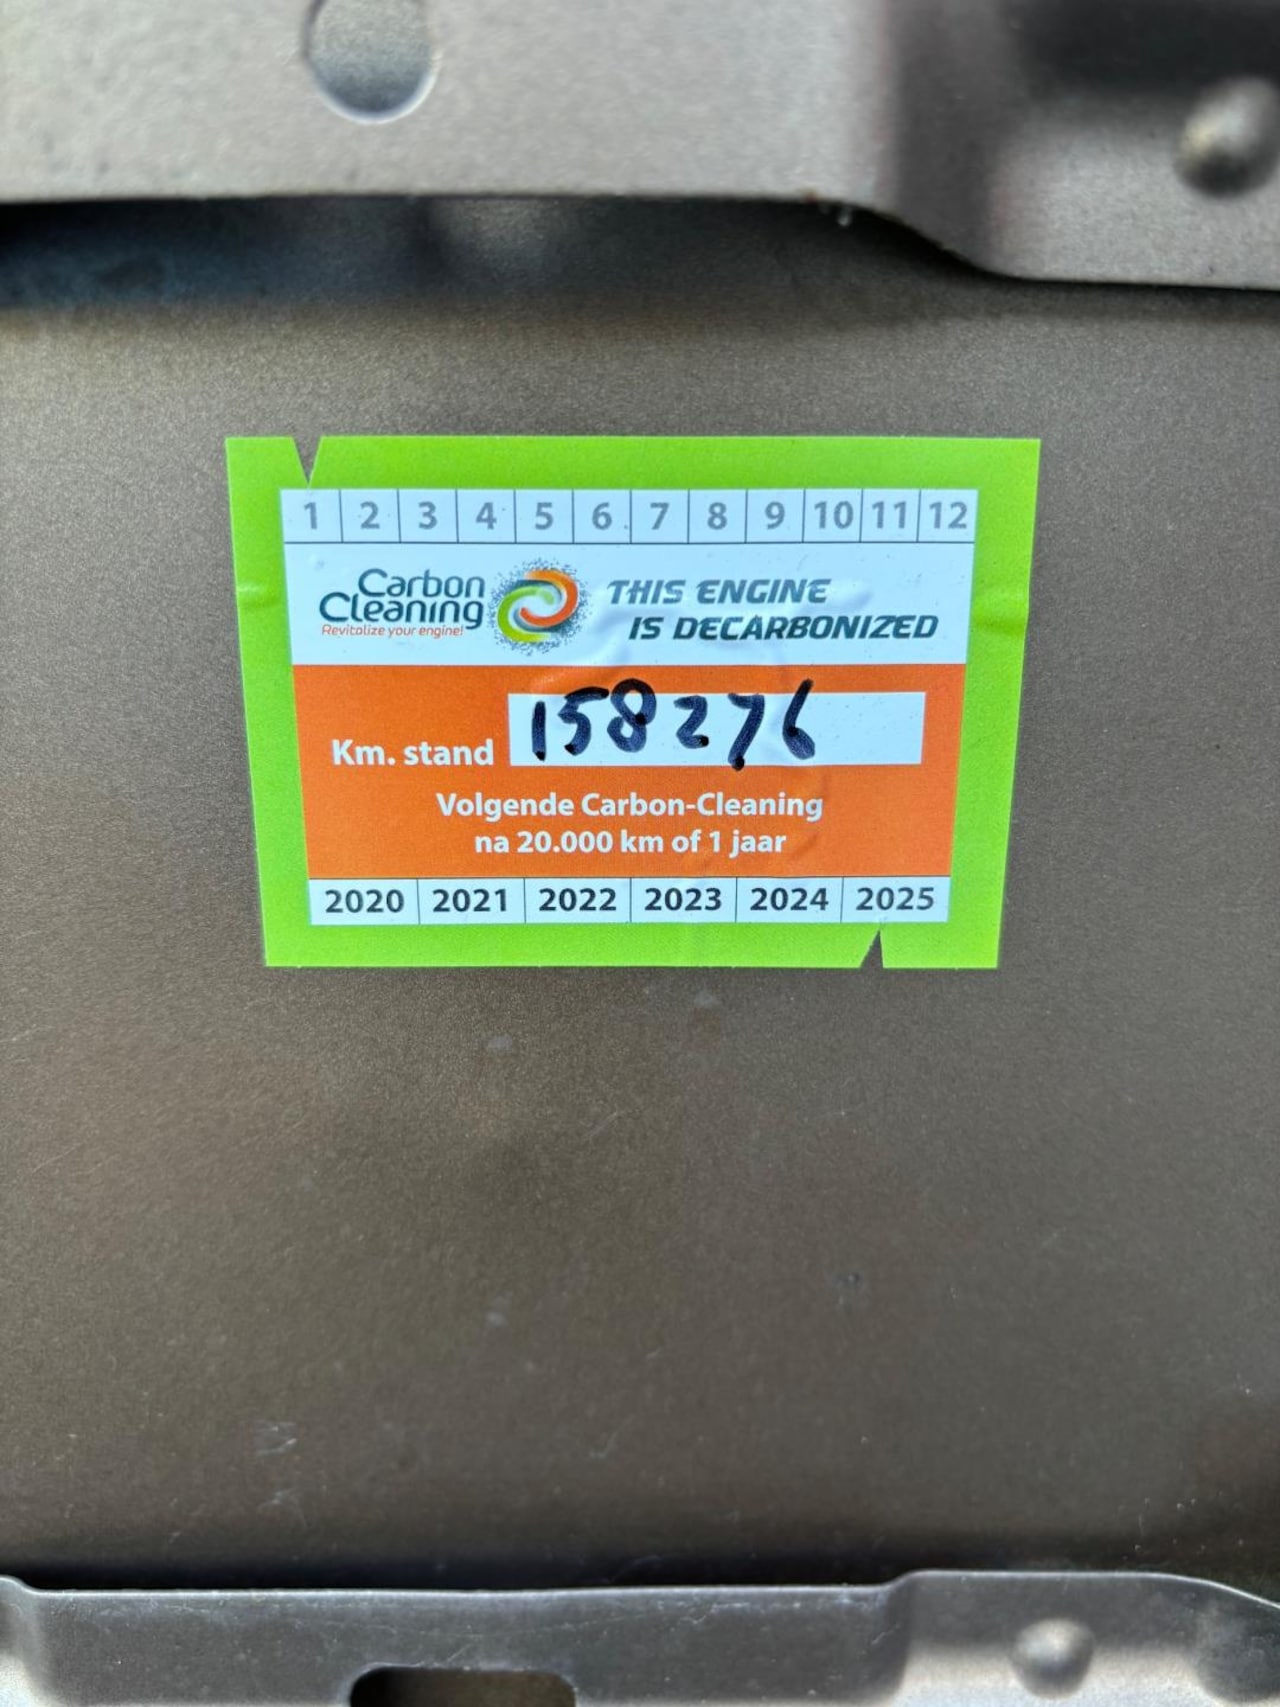 1 2 3 4 5 6 7 8 9 10 11 12
Carbon
Cleaning
Revitalize your engine!
THIS ENGINE
IS DECARBONIZED
158276
Km. stand
Volgende Carbon-Cleaning
na 20.000 km of 1 jaar
2020 2021 2022 2023 2024 2025